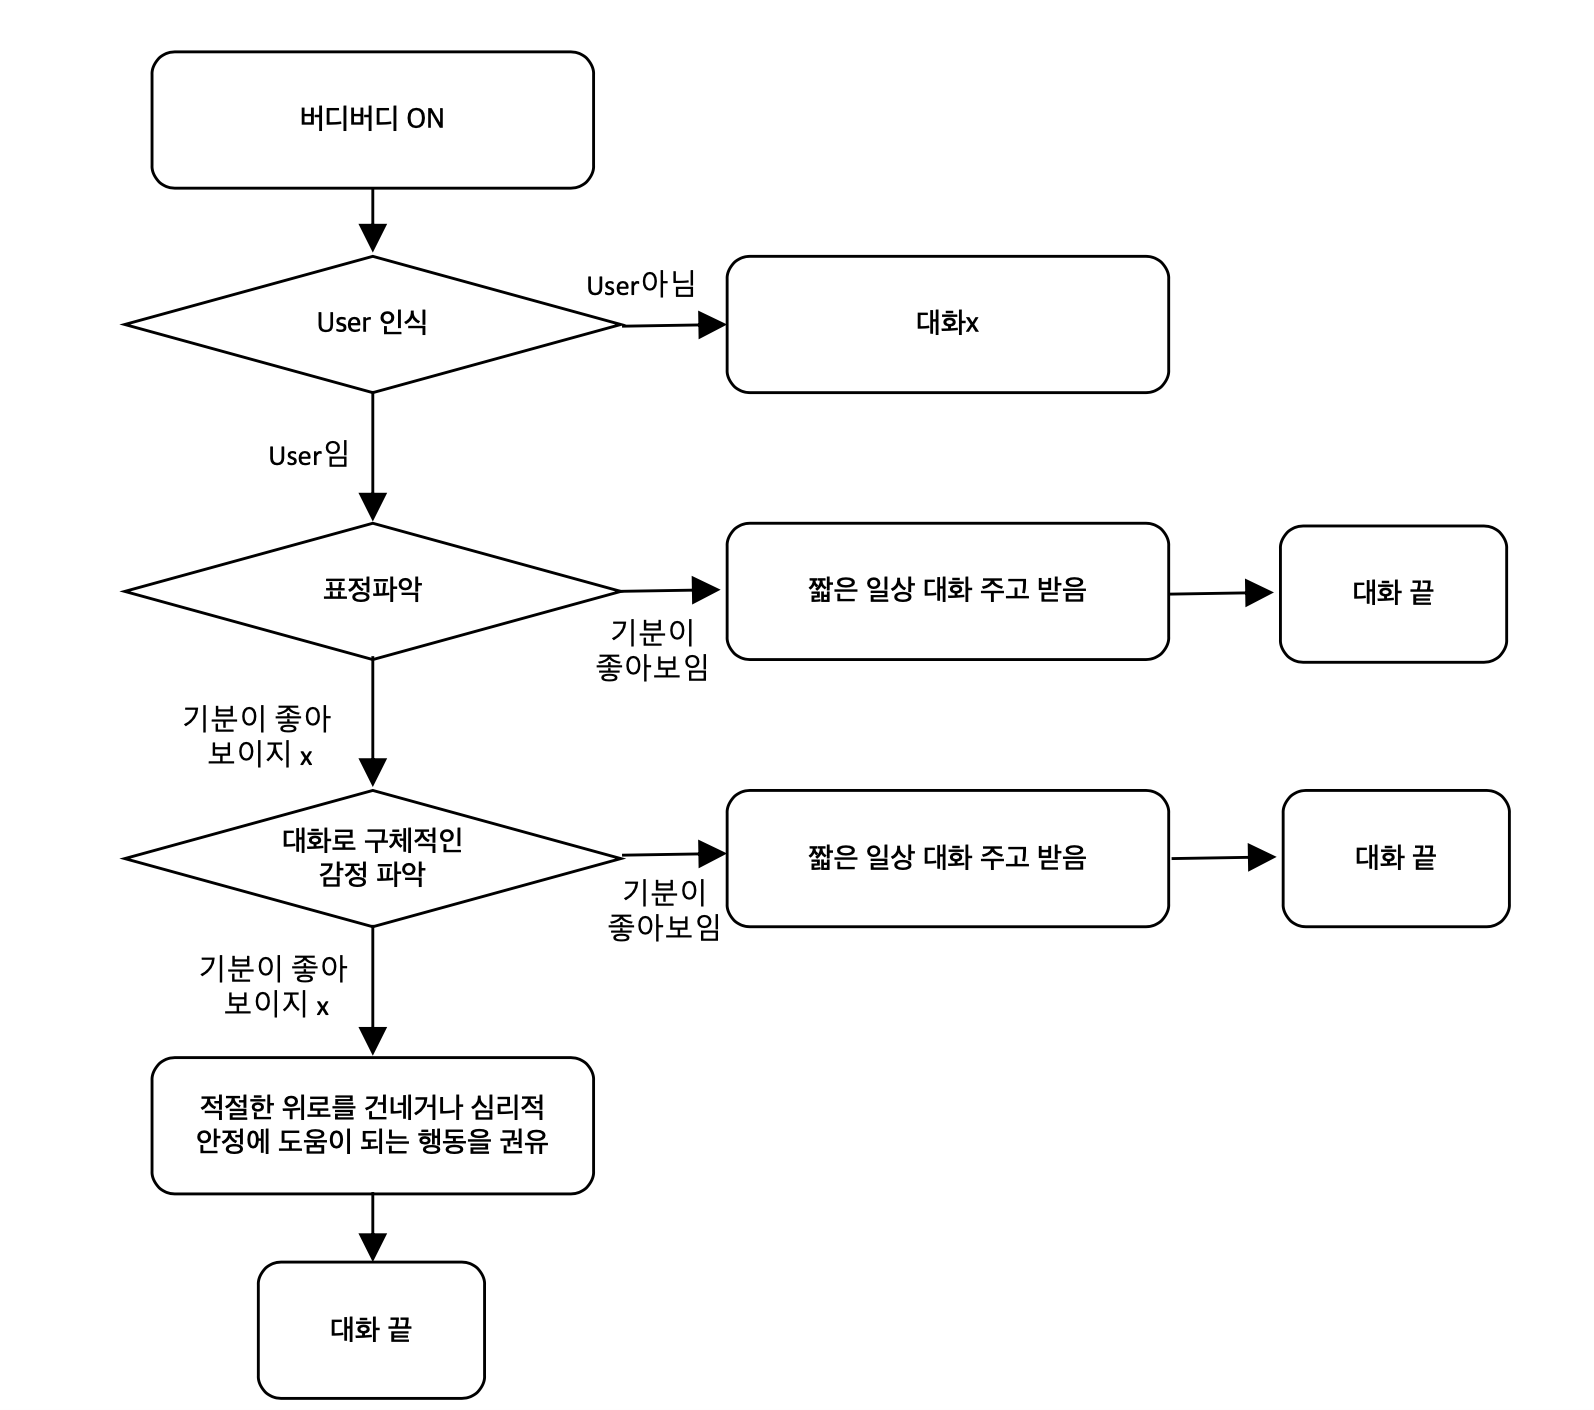 버디버디 ON
User 인식
User아님
대화x
User임
표정파악
기분이
좋아보임
짧은 일상 대화 주고 받음
대화 끝
기분이 좋아
보이지 x
대화로 구체적인
감정 파악
기분이
좋아보임
짧은 일상 대화 주고 받음
대화 끝
기분이 좋아
보이지 x
적절한 위로를 건네거나 심리적
안정에 도움이 되는 행동을 권유
대화 끝